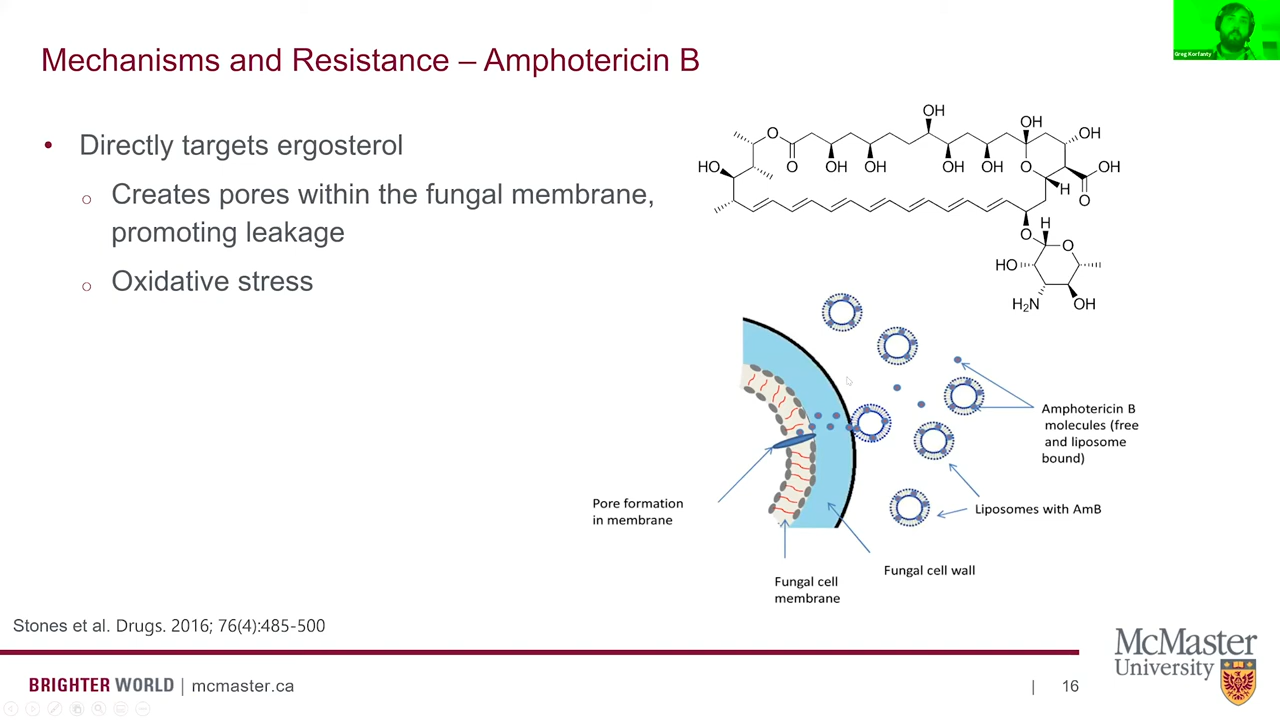 Mechanisms and Resistance – Amphotericin B
Greg Korfanty
• Directly targets ergosterol
o Creates pores within the fungal membrane,
promoting leakage
o Oxidative stress
OH
OH
OH
O
O
OH
OH
OH
OH
HO
O
OH
H
O
O
H
O
HO
H₂N
OH
Amphotericin B
molecules (free
and liposome
bound)
Pore formation
in membrane
Liposomes with AmB
Fungal cell wall
Fungal cell
membrane
Stones et al. Drugs. 2016; 76(4):485-500
BRIGHTER WORLD | mcmaster.ca
| 16
McMaster
University